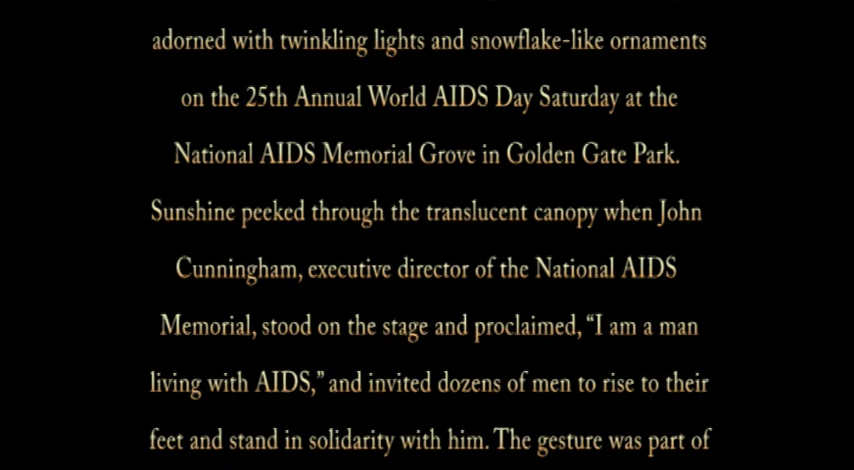 adorned with twinkling lights and snowflake-like ornaments
on the 25th Annual World AIDS Day Saturday at the
National AIDS Memorial Grove in Golden Gate Park.
Sunshine peeked through the translucent canopy when John
Cunningham, executive director of the National AIDS
Memorial, stood on the stage and proclaimed, “I am a man
living with AIDS,” and invited dozens of men to rise to their
feet and stand in solidarity with him. The gesture was part of